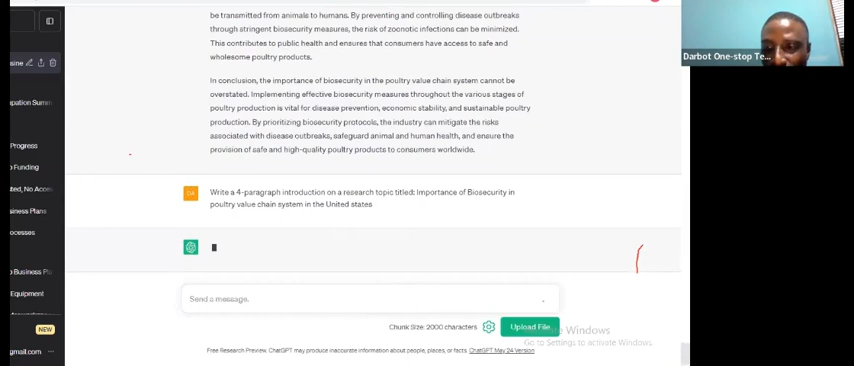 be transmitted from animals to humans. By preventing and controlling disease outbreaks
through stringent biosecurity measures, the risk of zoonotic infections can be minimized.
This contributes to public health and ensures that consumers have access to safe and
wholesome poultry products.
In conclusion, the importance of biosecurity in the poultry value chain system cannot be
overstated. Implementing effective biosecurity measures throughout the various stages of
poultry production is vital for disease prevention, economic stability, and sustainable poultry
production. By prioritizing biosecurity protocols, the industry can mitigate the risks
associated with disease outbreaks, safeguard animal and human health, and ensure the
provision of safe and high-quality poultry products to consumers worldwide.
Write a 4-paragraph introduction on a research topic titled: Importance of Biosecurity in
poultry value chain system in the United states
Send a message.
Chunk Size: 2000 characters
Upload File
Free Research Preview. ChatGPT may produce inaccurate information about people, places, or facts. ChatGPT May 24 Version
Windows
Go to Settings to activate Windows.
Darbot One-stop Te...
Progress
Funding
No Acce
Business Plans
Business Pla
Equipment
NEW
gmail.com